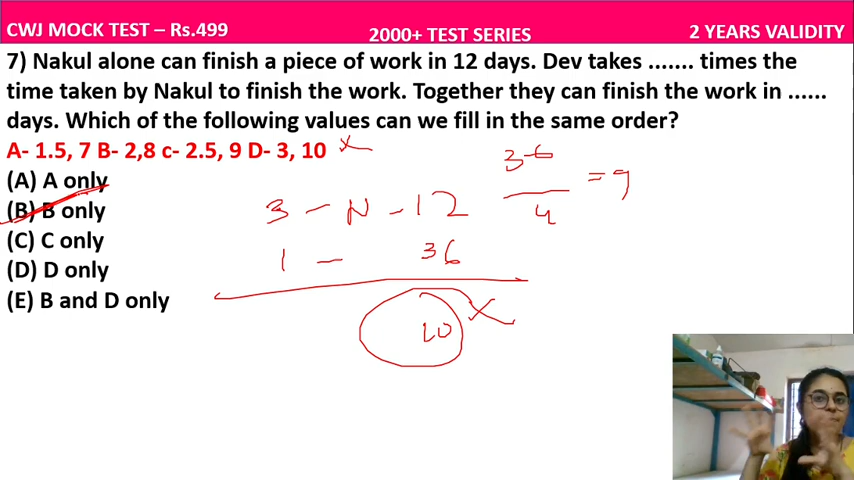 CWJ MOCK TEST – Rs.499
2000+ TEST SERIES
2 YEARS VALIDITY
7) Nakul alone can finish a piece of work in 12 days. Dev takes ....... times the
time taken by Nakul to finish the work. Together they can finish the work in ......
days. Which of the following values can we fill in the same order?
A- 1.5, 7 B- 2,8 c- 2.5, 9 D- 3, 10 ×
(A) A only
(B) B only
(C) C only
(D) D only
(E) B and D only
36
/4 = 9
3 – N – 12
1 – 36
10 ×